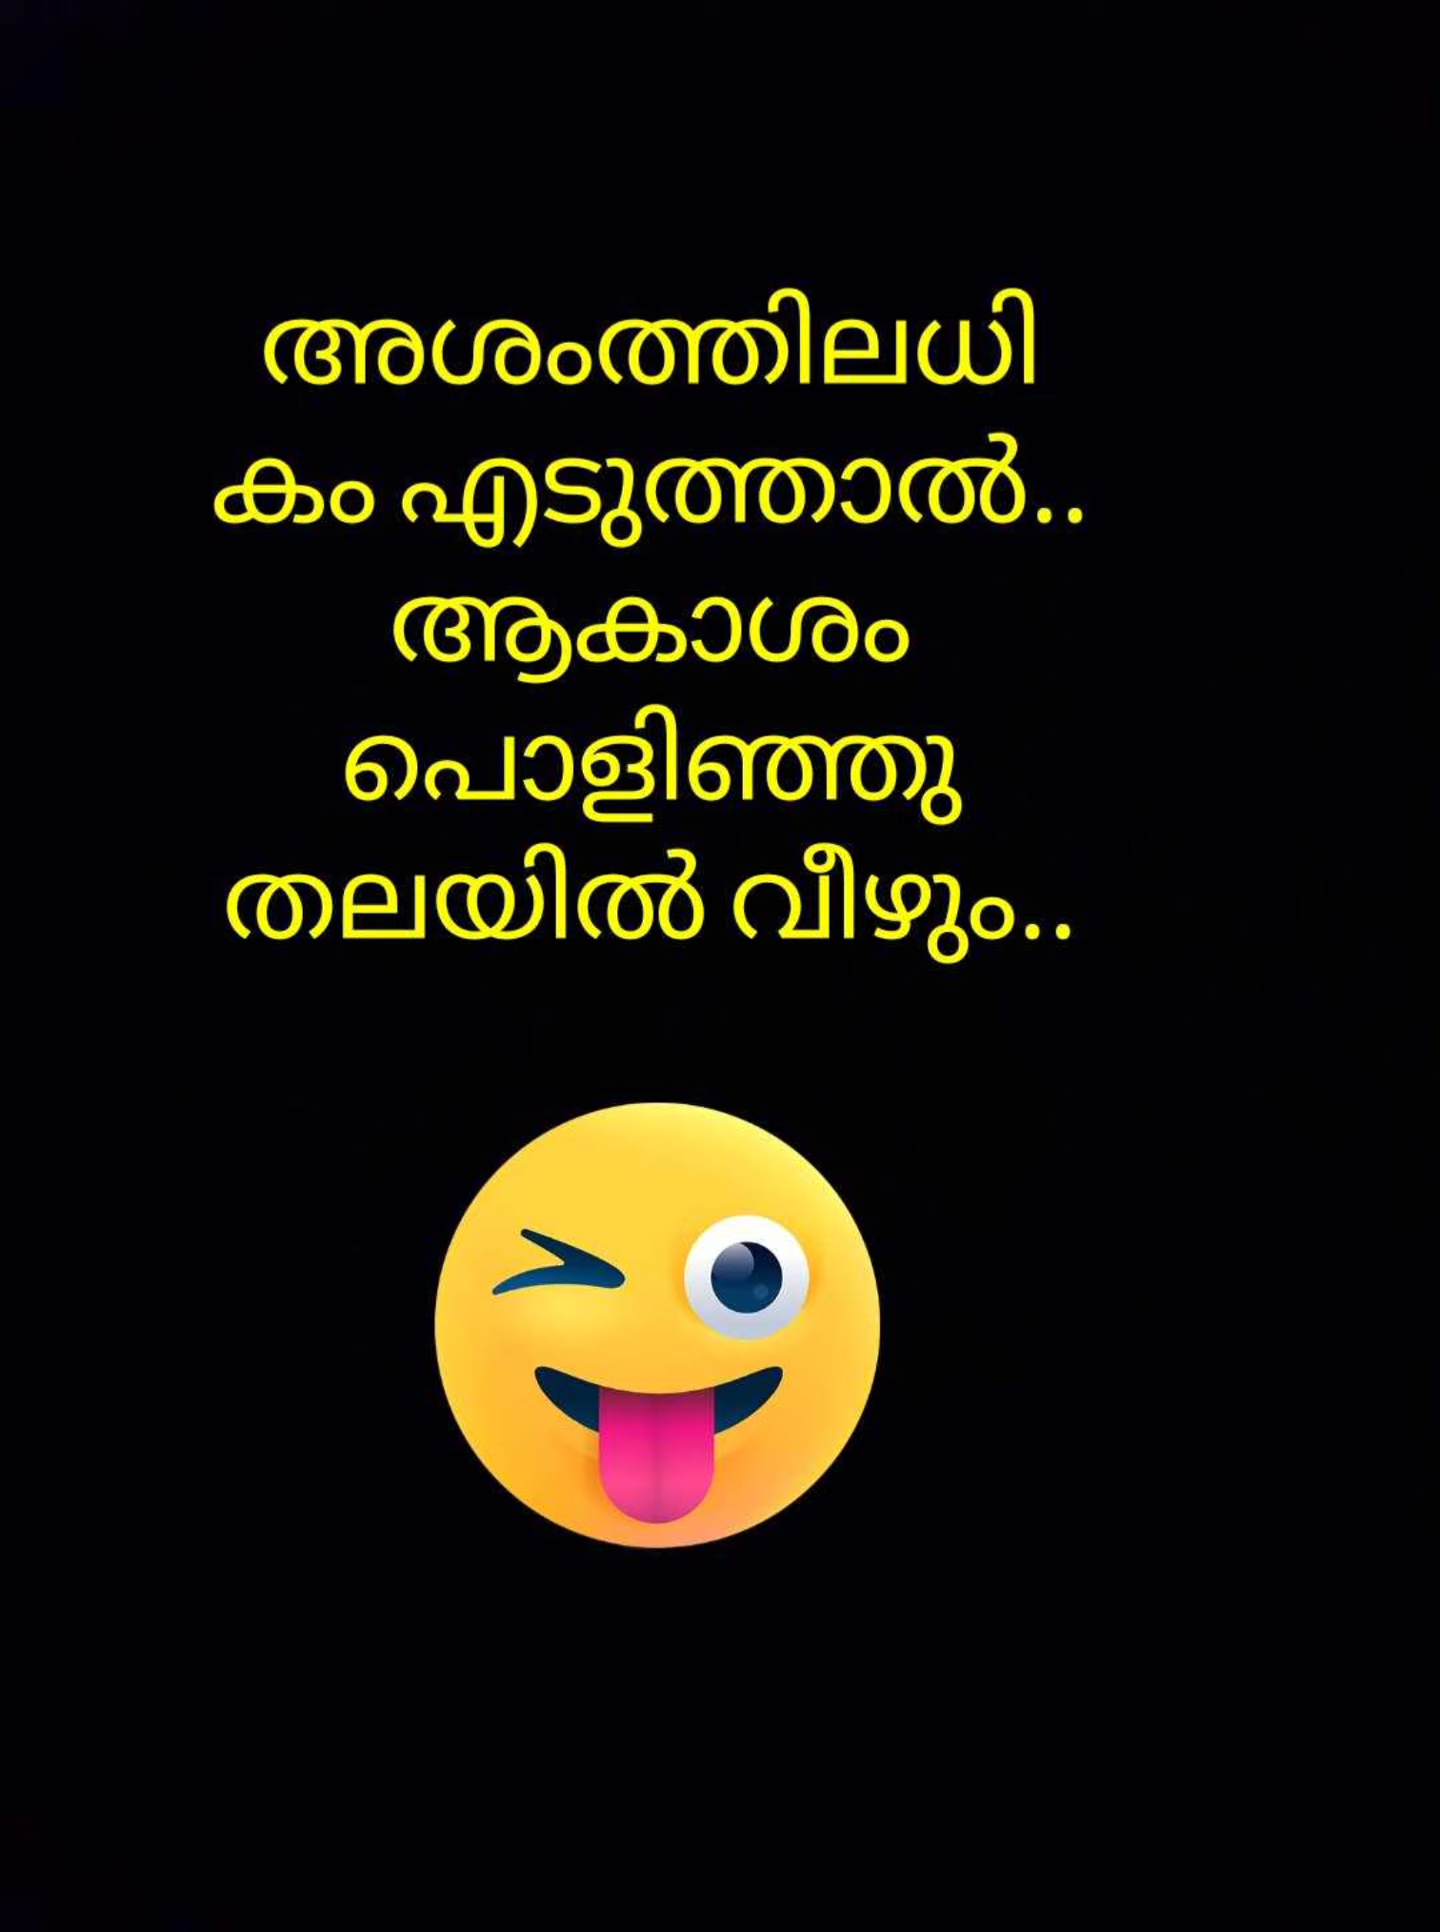 അശംത്തിലധി
കം എടുത്താൽ..
ആകാശം
പൊളിഞ്ഞു
തലയിൽ വീഴും..